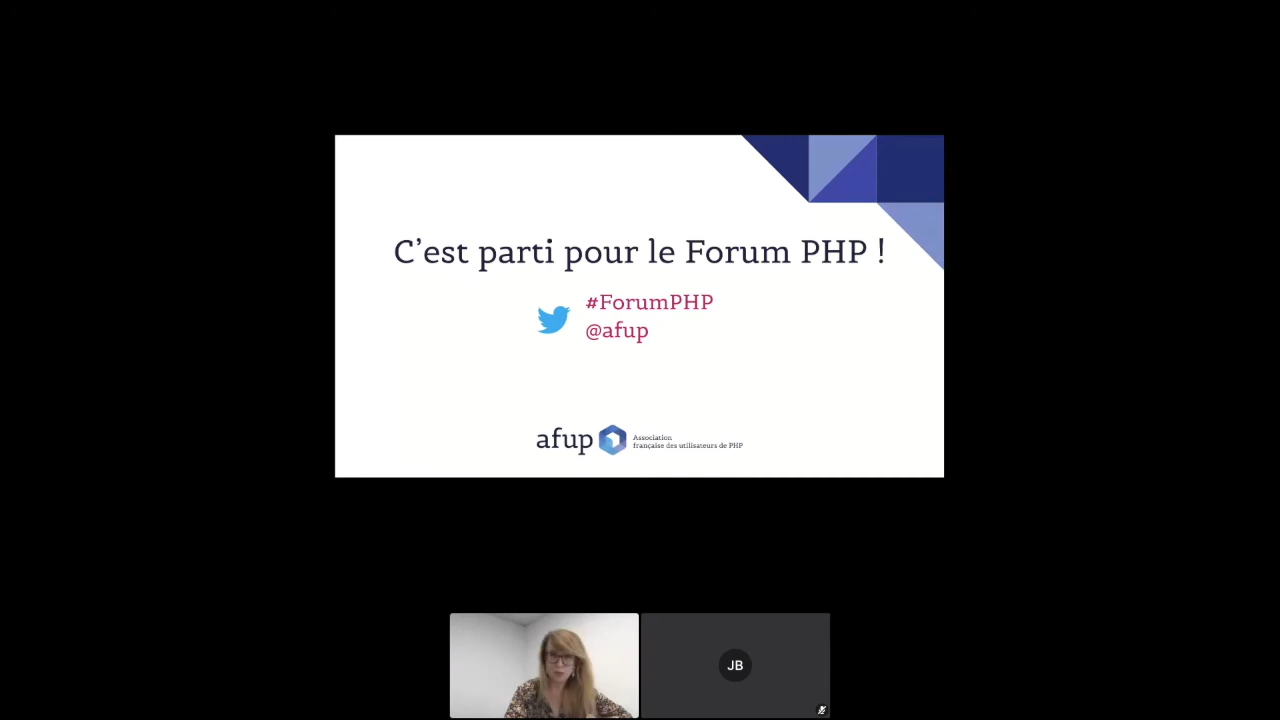 C’est parti pour le Forum PHP !
#ForumPHP
@afup
afup
Association
française des utilisateurs de PHP
JB